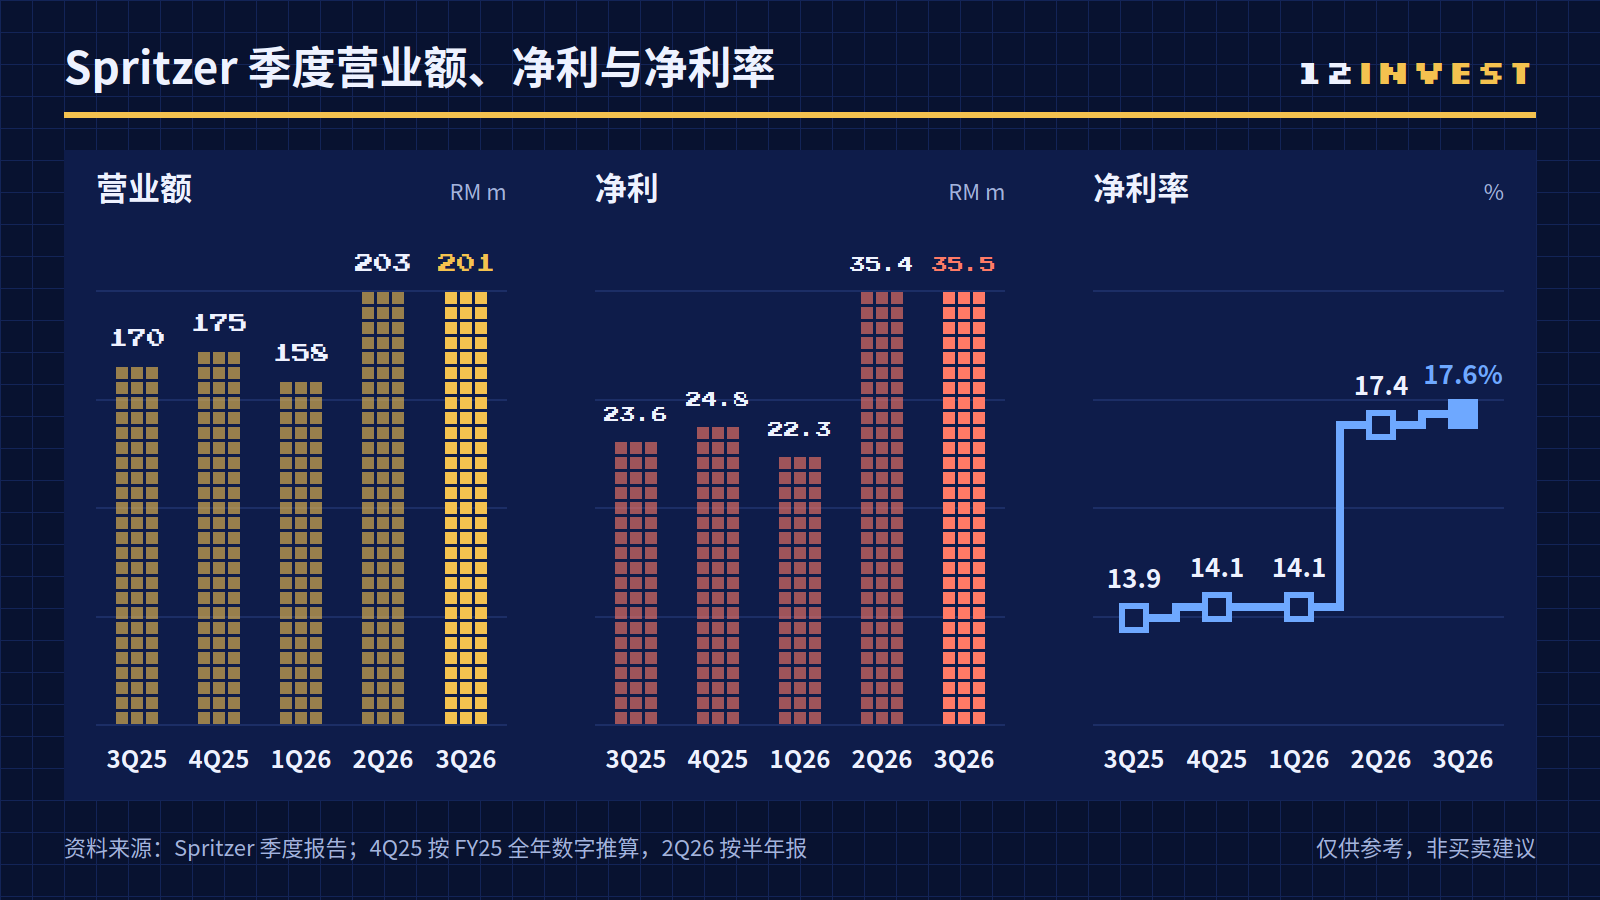 Spritzer 季度营业额、净利与净利率
12INVEST
营业额
RM m
170
175
158
203
201
3Q25 4Q25 1Q26 2Q26 3Q26
净利
RM m
23.6
24.8
22.3
35.4
35.5
3Q25 4Q25 1Q26 2Q26 3Q26
净利率
%
13.9
14.1
14.1
17.4
17.6%
3Q25 4Q25 1Q26 2Q26 3Q26
资料来源：Spritzer 季度报告；4Q25 按 FY25 全年数字推算，2Q26 按半年报
仅供参考，非买卖建议